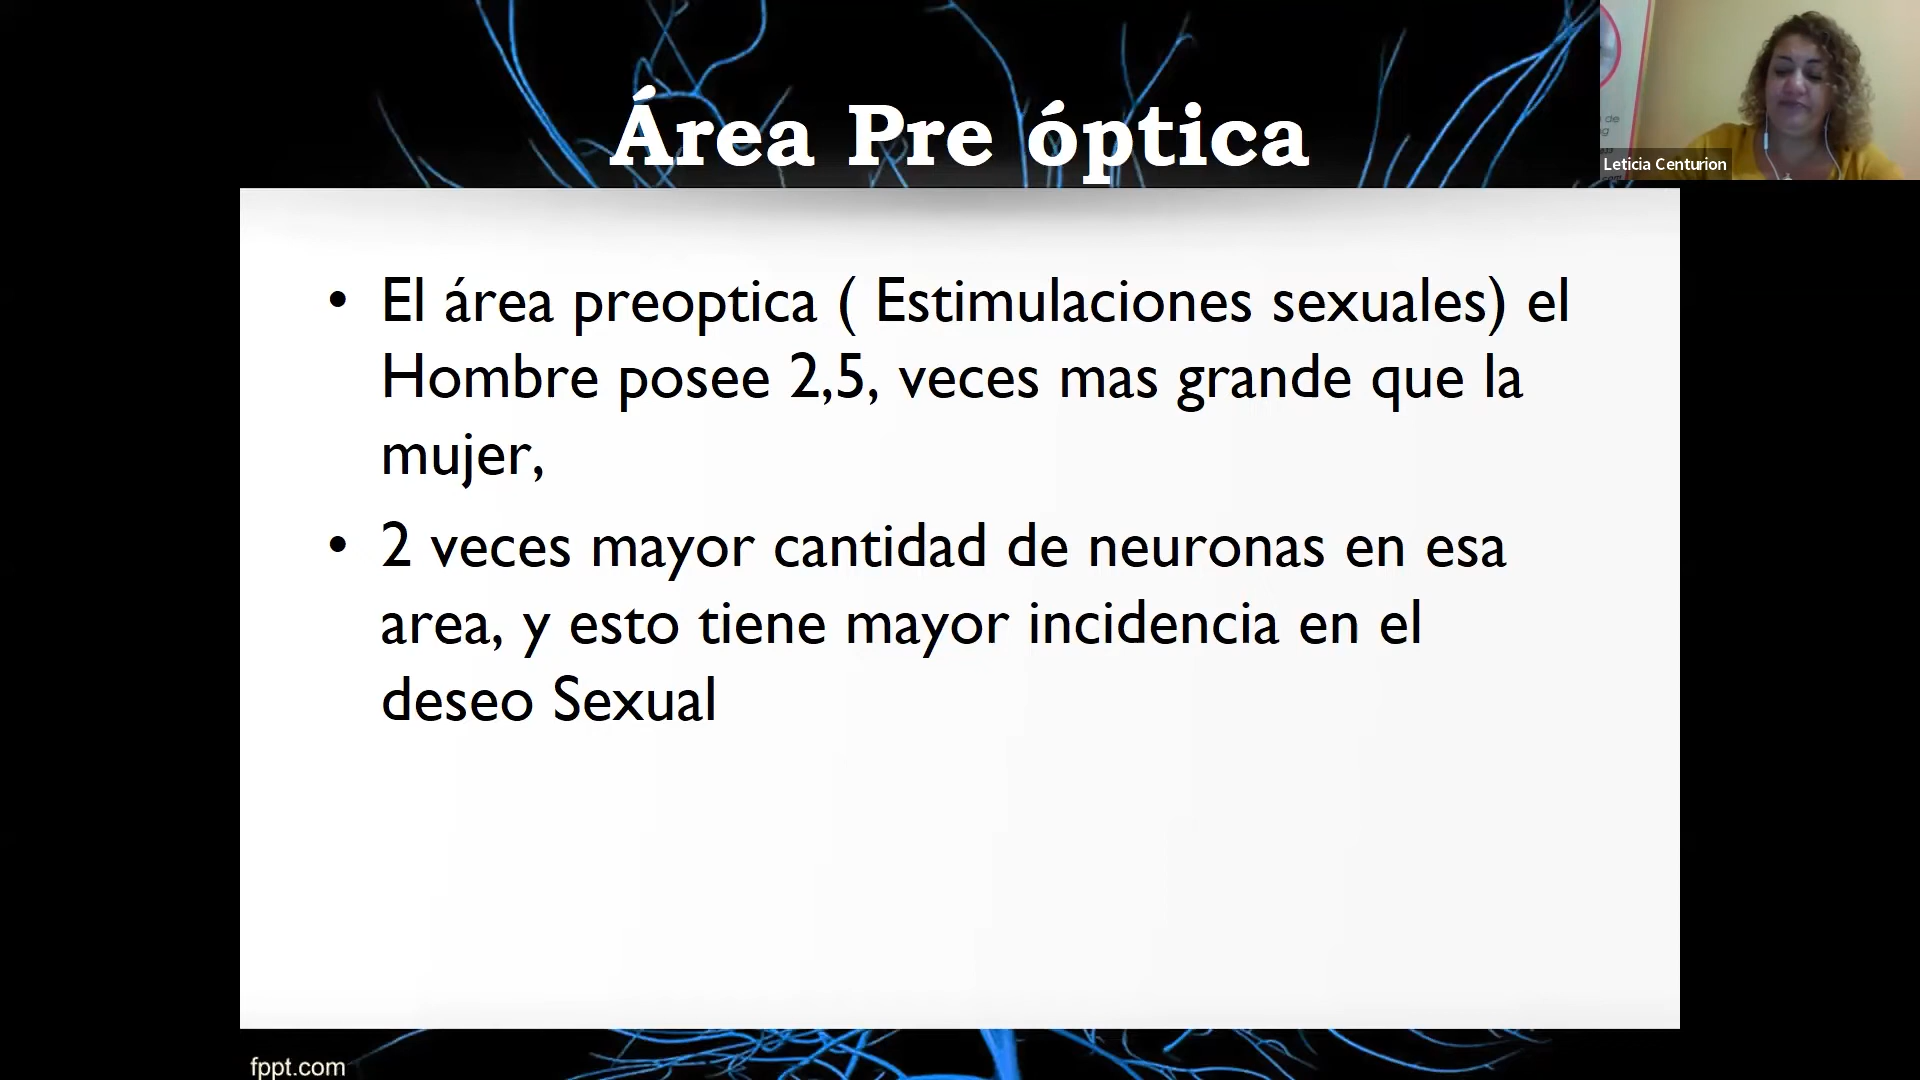 Área Pre óptica
• El área preoptica ( Estimulaciones sexuales) el
Hombre posee 2,5, veces mas grande que la
mujer,
• 2 veces mayor cantidad de neuronas en esa
area, y esto tiene mayor incidencia en el
deseo Sexual
de
Leticia Centurion
fppt.com